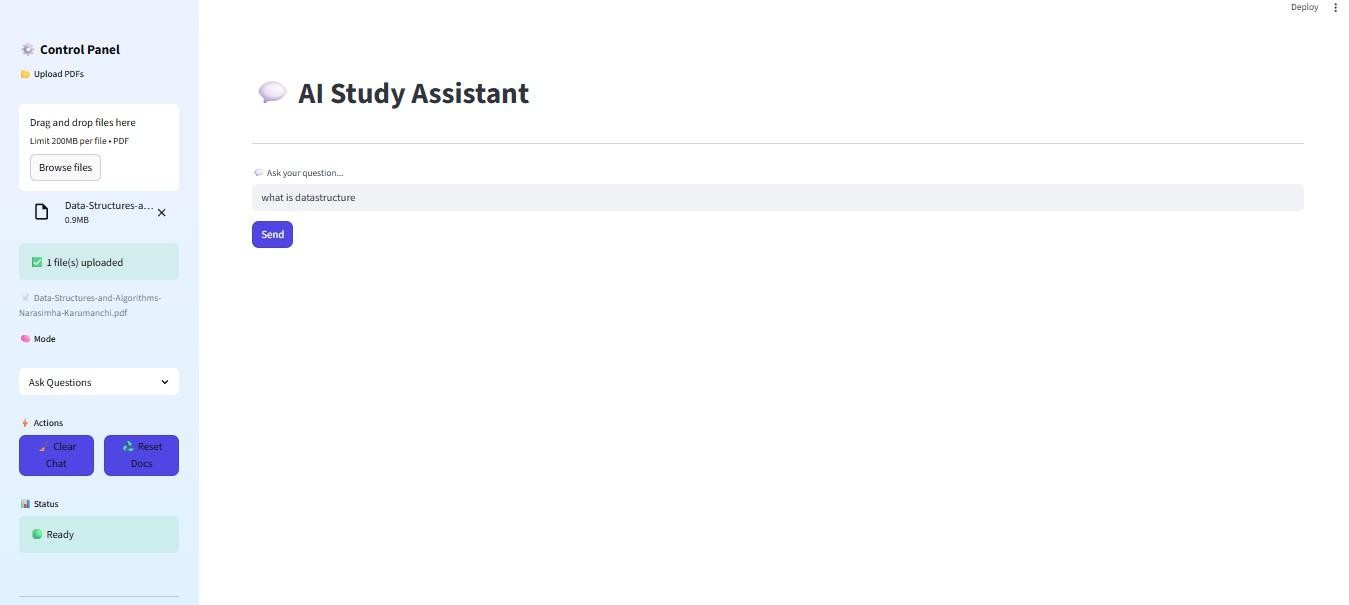 Deploy
Control Panel
Upload PDFs
Drag and drop files here
Limit 200MB per file • PDF
Browse files
Data-Structures-a...
0.9MB
1 file(s) uploaded
Data-Structures-and-Algorithms-
Narasimha-Karumanchi.pdf
Mode
Ask Questions
Actions
Clear
Chat
Reset
Docs
Status
Ready
AI Study Assistant
Ask your question...
what is datastructure
Send